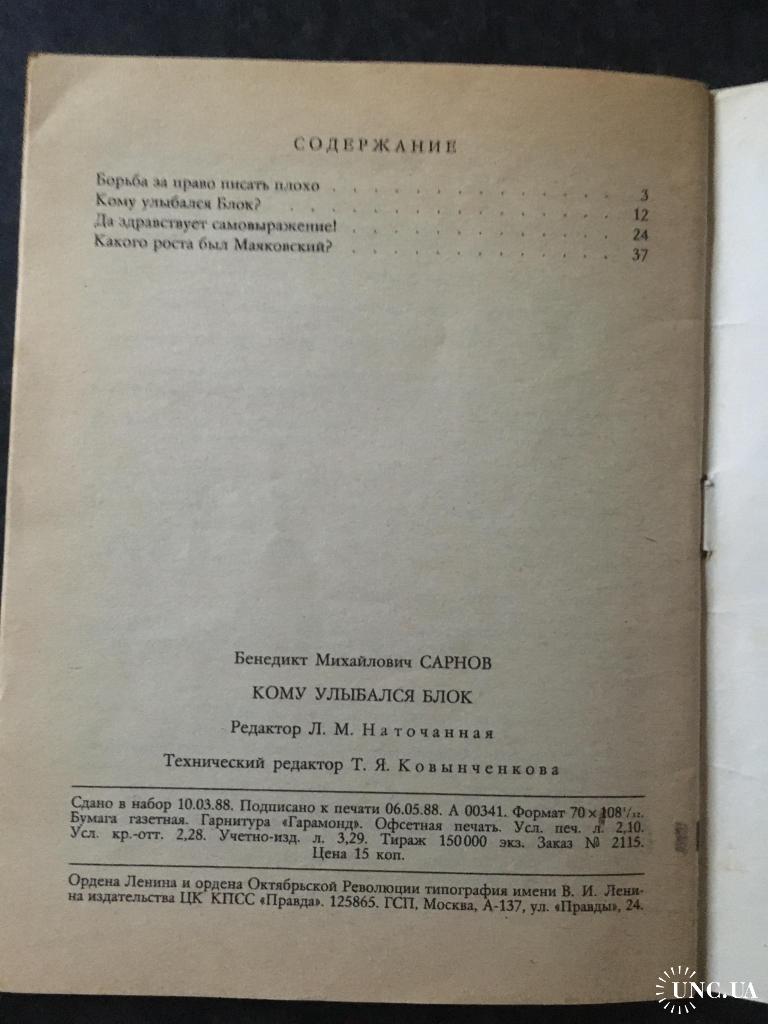 СОДЕРЖАНИЕ
Борьба за право писать плохо . . . . . . . . . . . . . . 3
Кому улыбался Блок? . . . . . . . . . . . . . . . . 12
Да здравствует самовыражение! . . . . . . . . . . . . . 24
Какого роста был Маяковский? . . . . . . . . . . . . . 37
Бенедикт Михайлович САРНОВ
КОМУ УЛЫБАЛСЯ БЛОК
Редактор Л. М. Наточанная
Технический редактор Т. Я. Ковынченкова
Сдано в набор 10.03.88. Подписано к печати 06.05.88. А 00341. Формат 70×108¹/₃₂.
Бумага газетная. Гарнитура «Гарамонд». Офсетная печать. Усл. печ. л. 2,10.
Усл. кр.-отт. 2,28. Учетно-изд. л. 3,29. Тираж 150000 экз. Заказ № 2115.
Цена 15 коп.
Ордена Ленина и ордена Октябрьской Революции типография имени В. И. Лени-
на издательства ЦК КПСС «Правда». 125865. ГСП, Москва, А-137, ул. «Правды», 24.
UNC.UA